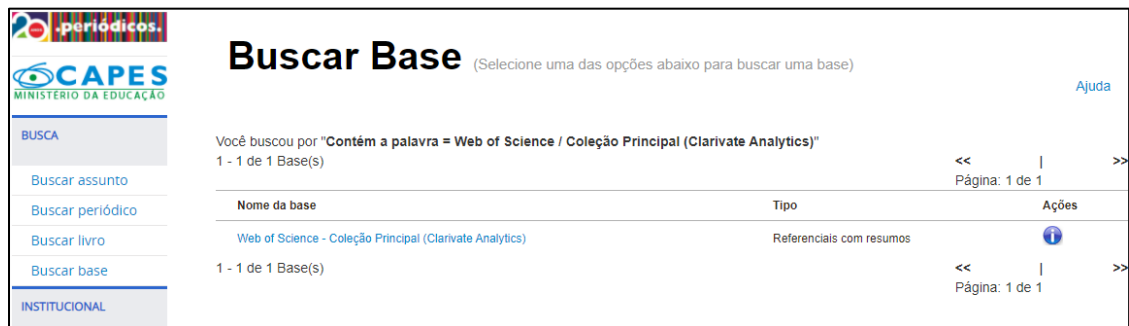 20 anos .periódicos.
CAPES
MINISTÉRIO DA EDUCAÇÃO
BUSCA
Buscar assunto
Buscar periódico
Buscar livro
Buscar base
INSTITUCIONAL
Buscar Base (Selecione uma das opções abaixo para buscar uma base)
Ajuda
Você buscou por "Contém a palavra = Web of Science / Coleção Principal (Clarivate Analytics)"
1 - 1 de 1 Base(s) << | >>
Página: 1 de 1
Nome da base Tipo Ações
Web of Science - Coleção Principal (Clarivate Analytics) Referenciais com resumos i
1 - 1 de 1 Base(s) << | >>
Página: 1 de 1